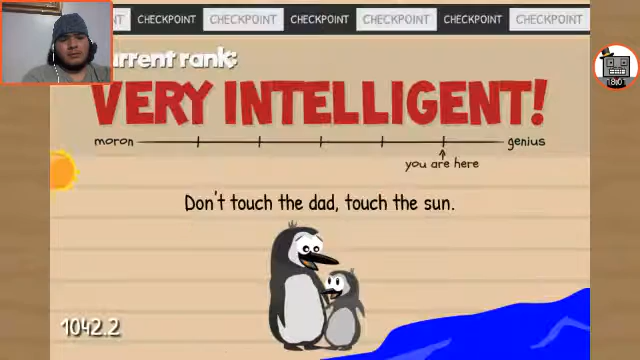 NT CHECKPOINT CHECKPOINT CHECKPOINT CHECKPOINT CHECKPOINT CHECKPOINT
urrent rank:
VERY INTELLIGENT!
moron genius
you are here
Don't touch the dad, touch the sun.
1042.2